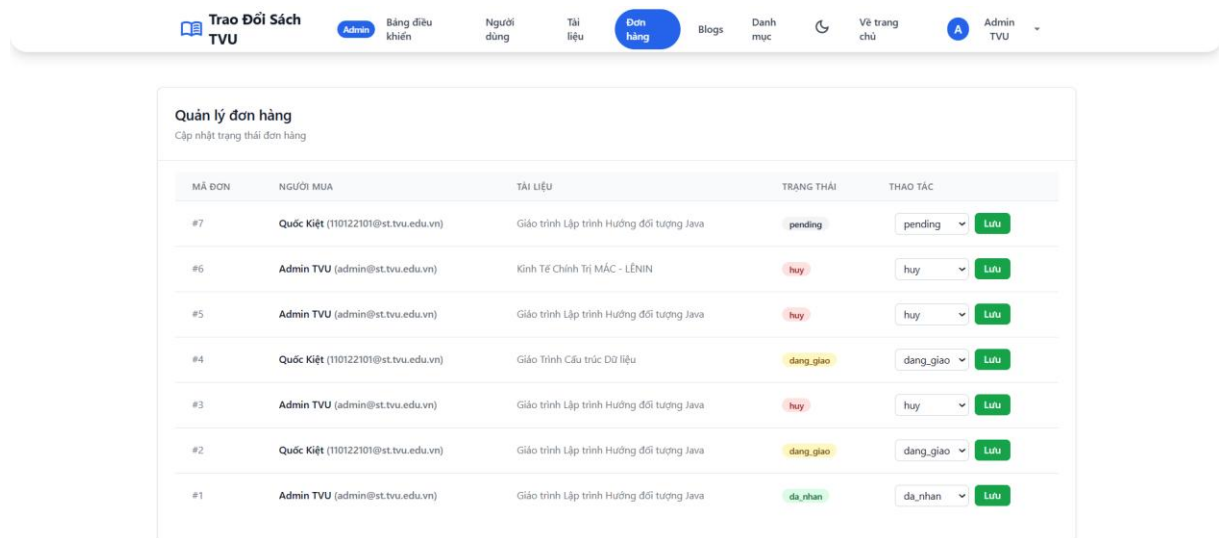 Trao Đổi Sách TVU
Admin
Bảng điều khiển
Người dùng
Tài liệu
Đơn hàng
Blogs
Danh mục
Về trang chủ
A
Admin TVU
Quản lý đơn hàng
Cập nhật trạng thái đơn hàng
MÃ ĐƠN NGƯỜI MUA TÀI LIỆU TRẠNG THÁI THAO TÁC
#7 Quốc Kiệt (110122101@st.tvu.edu.vn) Giáo trình Lập trình Hướng đối tượng Java pending pending Lưu
#6 Admin TVU (admin@st.tvu.edu.vn) Kinh Tế Chính Trị MÁC - LÊNIN huy huy Lưu
#5 Admin TVU (admin@st.tvu.edu.vn) Giáo trình Lập trình Hướng đối tượng Java huy huy Lưu
#4 Quốc Kiệt (110122101@st.tvu.edu.vn) Giáo Trình Cấu trúc Dữ liệu dang_giao dang_giao Lưu
#3 Admin TVU (admin@st.tvu.edu.vn) Giáo trình Lập trình Hướng đối tượng Java huy huy Lưu
#2 Quốc Kiệt (110122101@st.tvu.edu.vn) Giáo trình Lập trình Hướng đối tượng Java dang_giao dang_giao Lưu
#1 Admin TVU (admin@st.tvu.edu.vn) Giáo trình Lập trình Hướng đối tượng Java da_nhan da_nhan Lưu